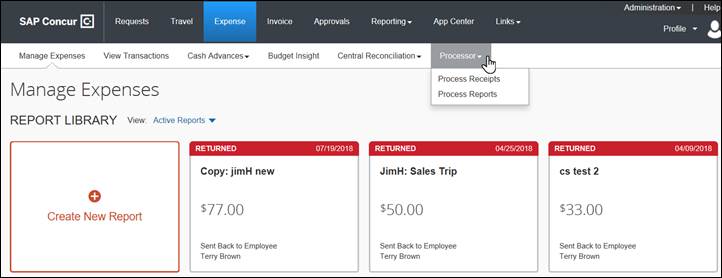 Administration | Help
SAP Concur C Requests Travel Expense Invoice Approvals Reporting App Center Links
Profile
Manage Expenses View Transactions Cash Advances Budget Insight Central Reconciliation Processor
Process Receipts
Process Reports
Manage Expenses
REPORT LIBRARY View: Active Reports
RETURNED 07/19/2018 RETURNED 04/25/2018 RETURNED 04/09/2018
Copy: jimH new JimH: Sales Trip cs test 2
$77.00 $50.00 $33.00
Create New Report
Sent Back to Employee Sent Back to Employee Sent Back to Employee
Terry Brown Terry Brown Terry Brown